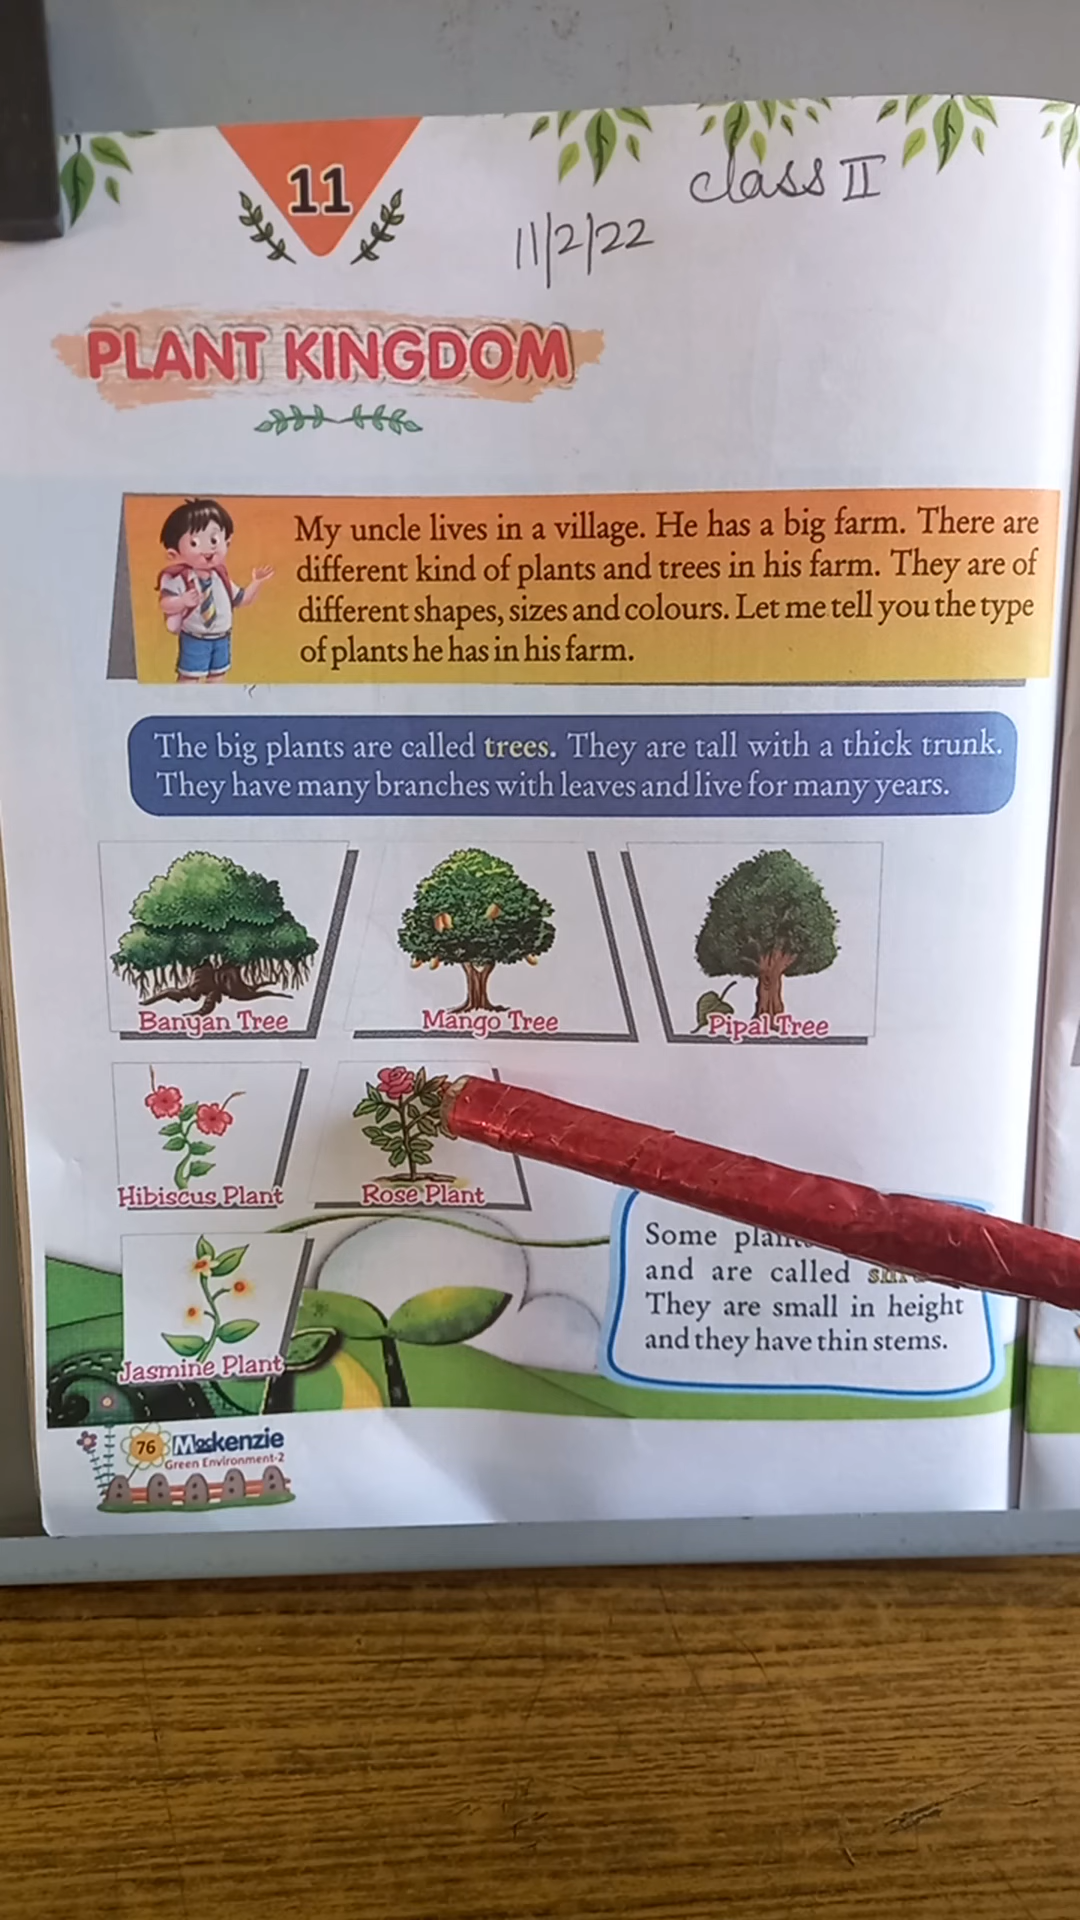 11
class II
11/2/22
PLANT KINGDOM
My uncle lives in a village. He has a big farm. There are
different kind of plants and trees in his farm. They are of
different shapes, sizes and colours. Let me tell you the type
of plants he has in his farm.
The big plants are called trees. They are tall with a thick trunk.
They have many branches with leaves and live for many years.
Banyan Tree
Mango Tree
Pipal Tree
Hibiscus Plant
Rose Plant
Jasmine Plant
Some
and are called
They are small in height
and they have thin stems.
76
Green Environment-2